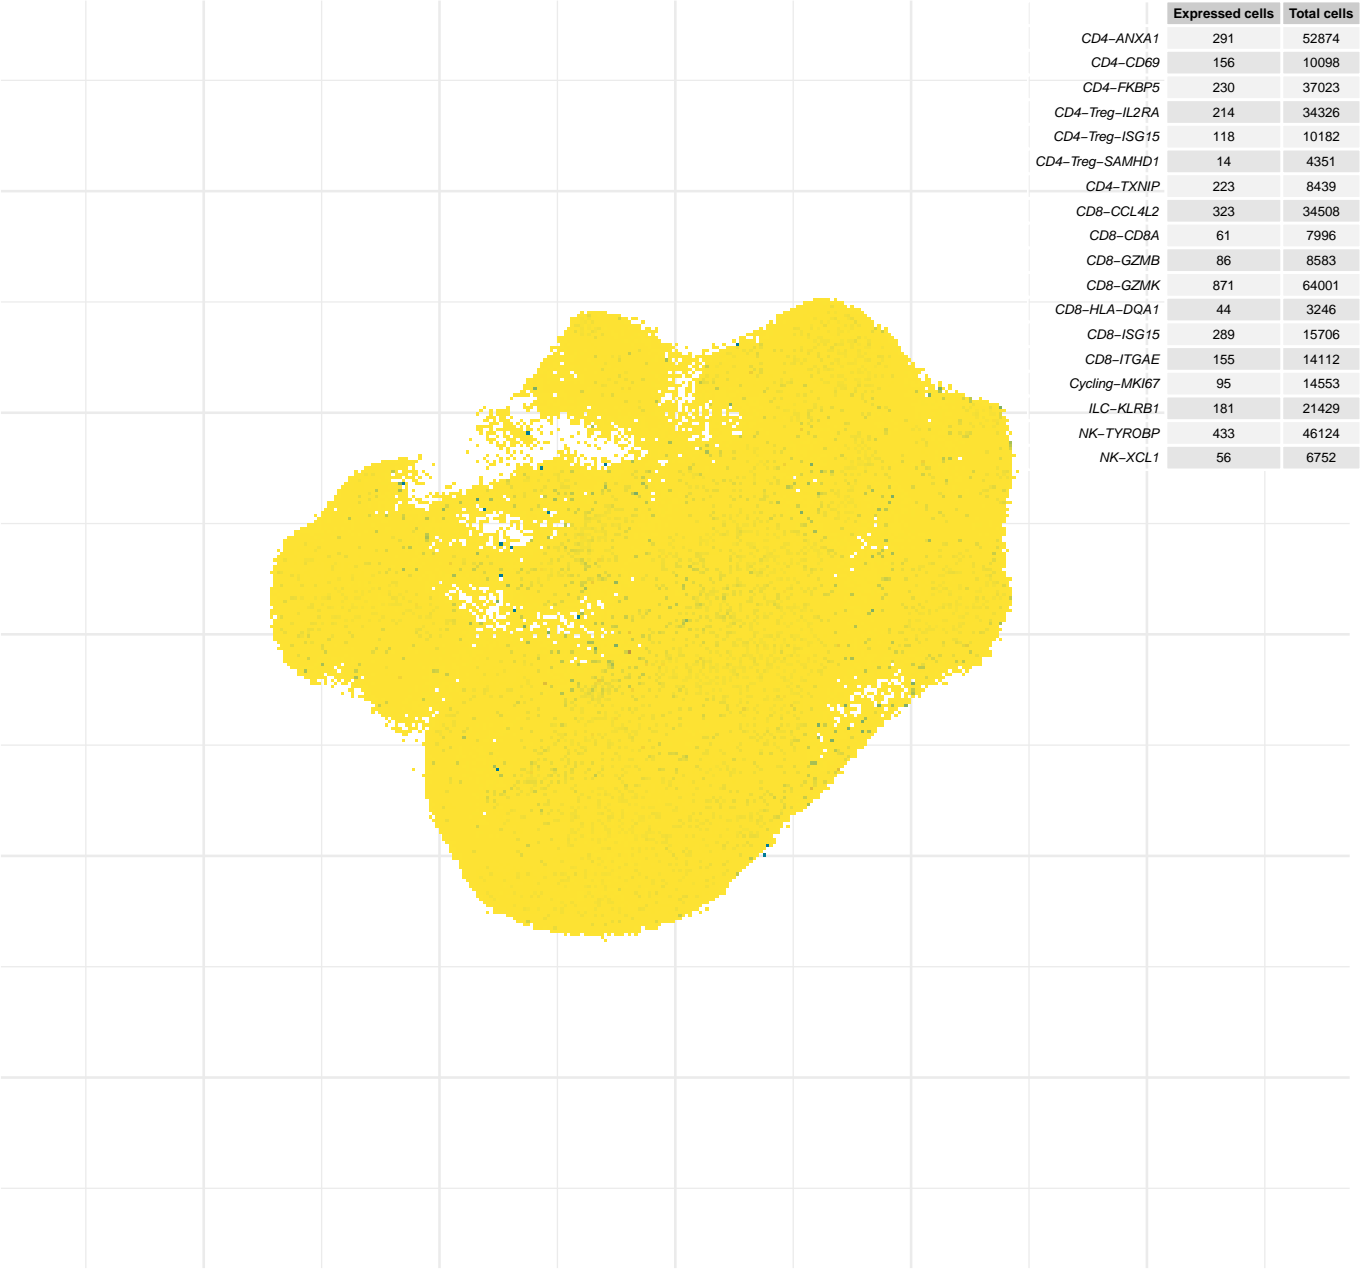 Expressed cells Total cells
CD4−ANXA1 291 52874
CD4−CD69 156 10098
CD4−FKBP5 230 37023
CD4−Treg−IL2RA 214 34326
CD4−Treg−ISG15 118 10182
CD4−Treg−SAMHD1 14 4351
CD4−TXNIP 223 8439
CD8−CCL4L2 323 34508
CD8−CD8A 61 7996
CD8−GZMB 86 8583
CD8−GZMK 871 64001
CD8−HLA−DQA1 44 3246
CD8−ISG15 289 15706
CD8−ITGAE 155 14112
Cycling−MKI67 95 14553
ILC−KLRB1 181 21429
NK−TYROBP 433 46124
NK−XCL1 56 6752